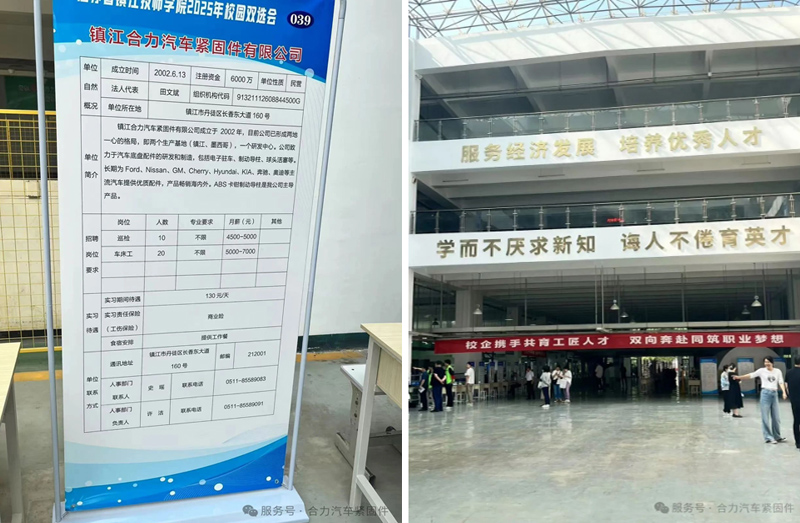 江苏省镇江技师学院2025年校园双选会
039
镇江合力汽车紧固件有限公司
单位自然概况
成立时间 2002.6.13 注册资金 6000万 单位性质 民营
法人代表 田文斌 组织机构代码 91321112608844500G
单位所在地 镇江市丹徒区长香东大道160号
单位简介
镇江合力汽车紧固件有限公司成立于 2002 年,目前公司已形成两地
一心的格局,即两个生产基地(镇江、墨西哥),一个研发中心。公司致
力于汽车底盘配件的研发和制造,包括电子驻车、制动导柱、球头活塞等。
长期为 Ford、Nissan、GM、Cherry、Hyundai、KIA、奔驰、奥迪等主
流汽车提供优质配件,产品畅销海内外。ABS卡钳制动导柱是我公司主导
产品。
招聘岗位要求
岗位 人数 专业要求 月薪(元) 其他
巡检 10 不限 4500-5000
车床工 20 不限 5000-7000
实习待遇
实习期间待遇 130元/天
实习责任保险(工伤保险) 商业险
食宿安排 提供工作餐
单位联系方式
通讯地址 镇江市丹徒区长香东大道160号 邮编 212001
人事部门联系人 史瑶 联系电话 0511-85589083
人事部门负责人 许洁 联系电话 0511-85589091
服务号·合力汽车紧固件
服务经济发展 培养优秀人才
学而不厌求新知 诲人不倦育英才
校企携手共育工匠人才 双向奔赴同筑职业梦想
服务号·合力汽车紧固件